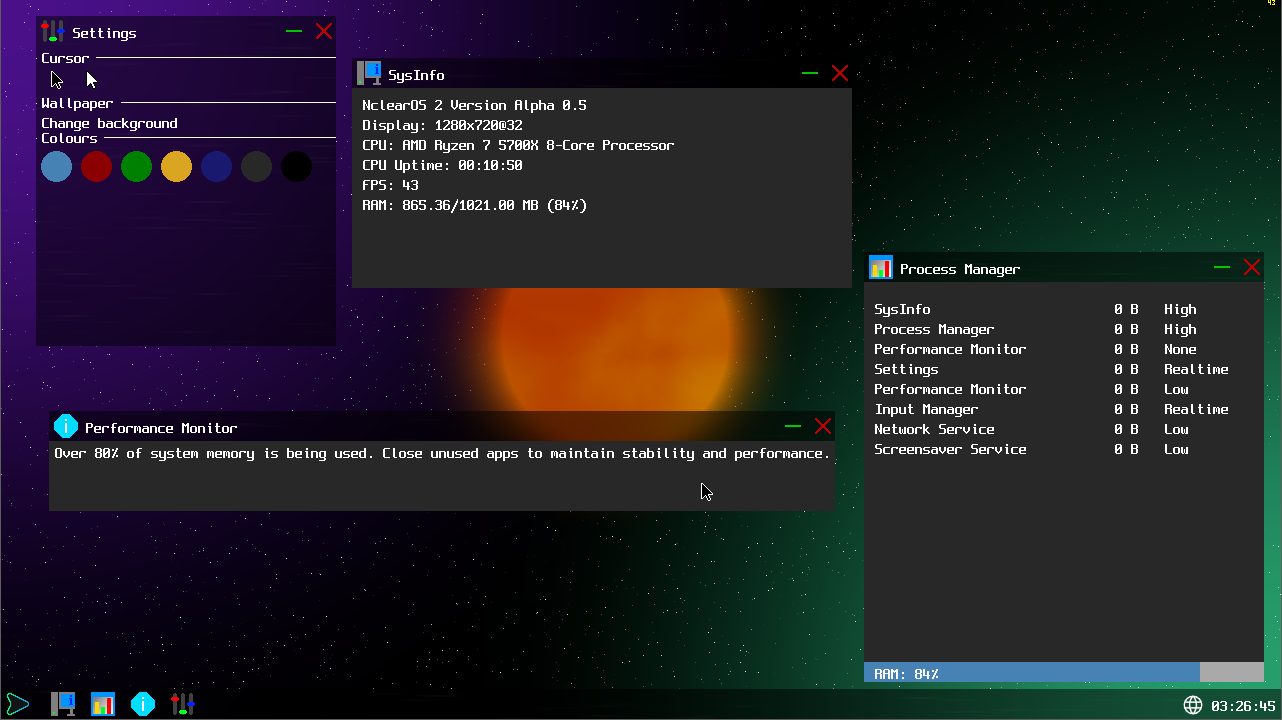 43
Settings
Cursor
Wallpaper
Change background
Colours
SysInfo
NclearOS 2 Version Alpha 0.5
Display: 1280x720@32
CPU: AMD Ryzen 7 5700X 8-Core Processor
CPU Uptime: 00:10:50
FPS: 43
RAM: 865.36/1021.00 MB (84%)
Process Manager
SysInfo 0 B High
Process Manager 0 B High
Performance Monitor 0 B None
Settings 0 B Realtime
Performance Monitor 0 B Low
Input Manager 0 B Realtime
Network Service 0 B Low
Screensaver Service 0 B Low
RAM: 84%
Performance Monitor
Over 80% of system memory is being used. Close unused apps to maintain stability and performance.
03:26:45